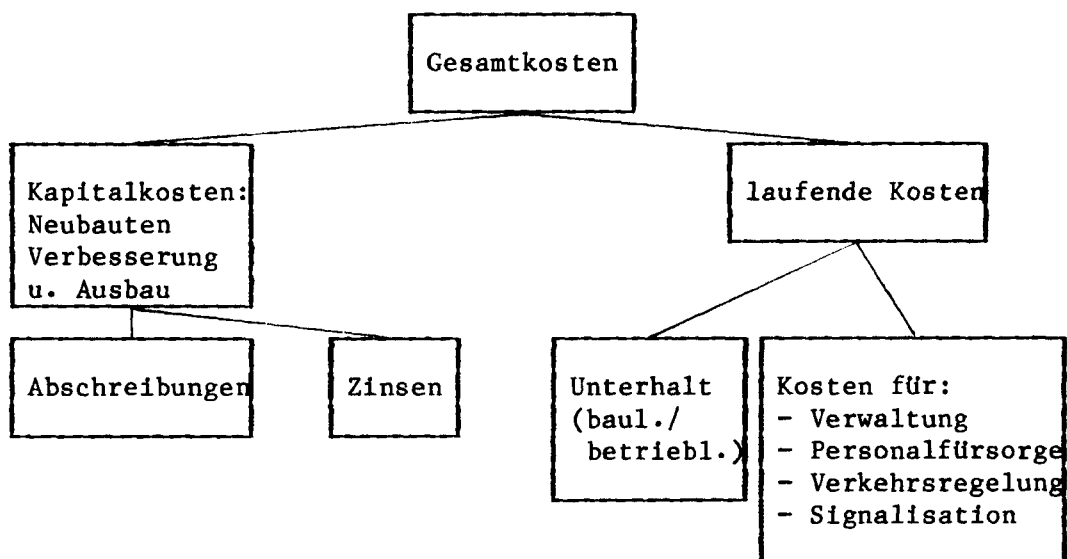 Gesamtkosten
Kapitalkosten:
Neubauten
Verbesserung
u. Ausbau
laufende Kosten
Abschreibungen
Zinsen
Unterhalt
(baul./
betriebl.)
Kosten für:
- Verwaltung
- Personalfürsorge
- Verkehrsregelung
- Signalisation